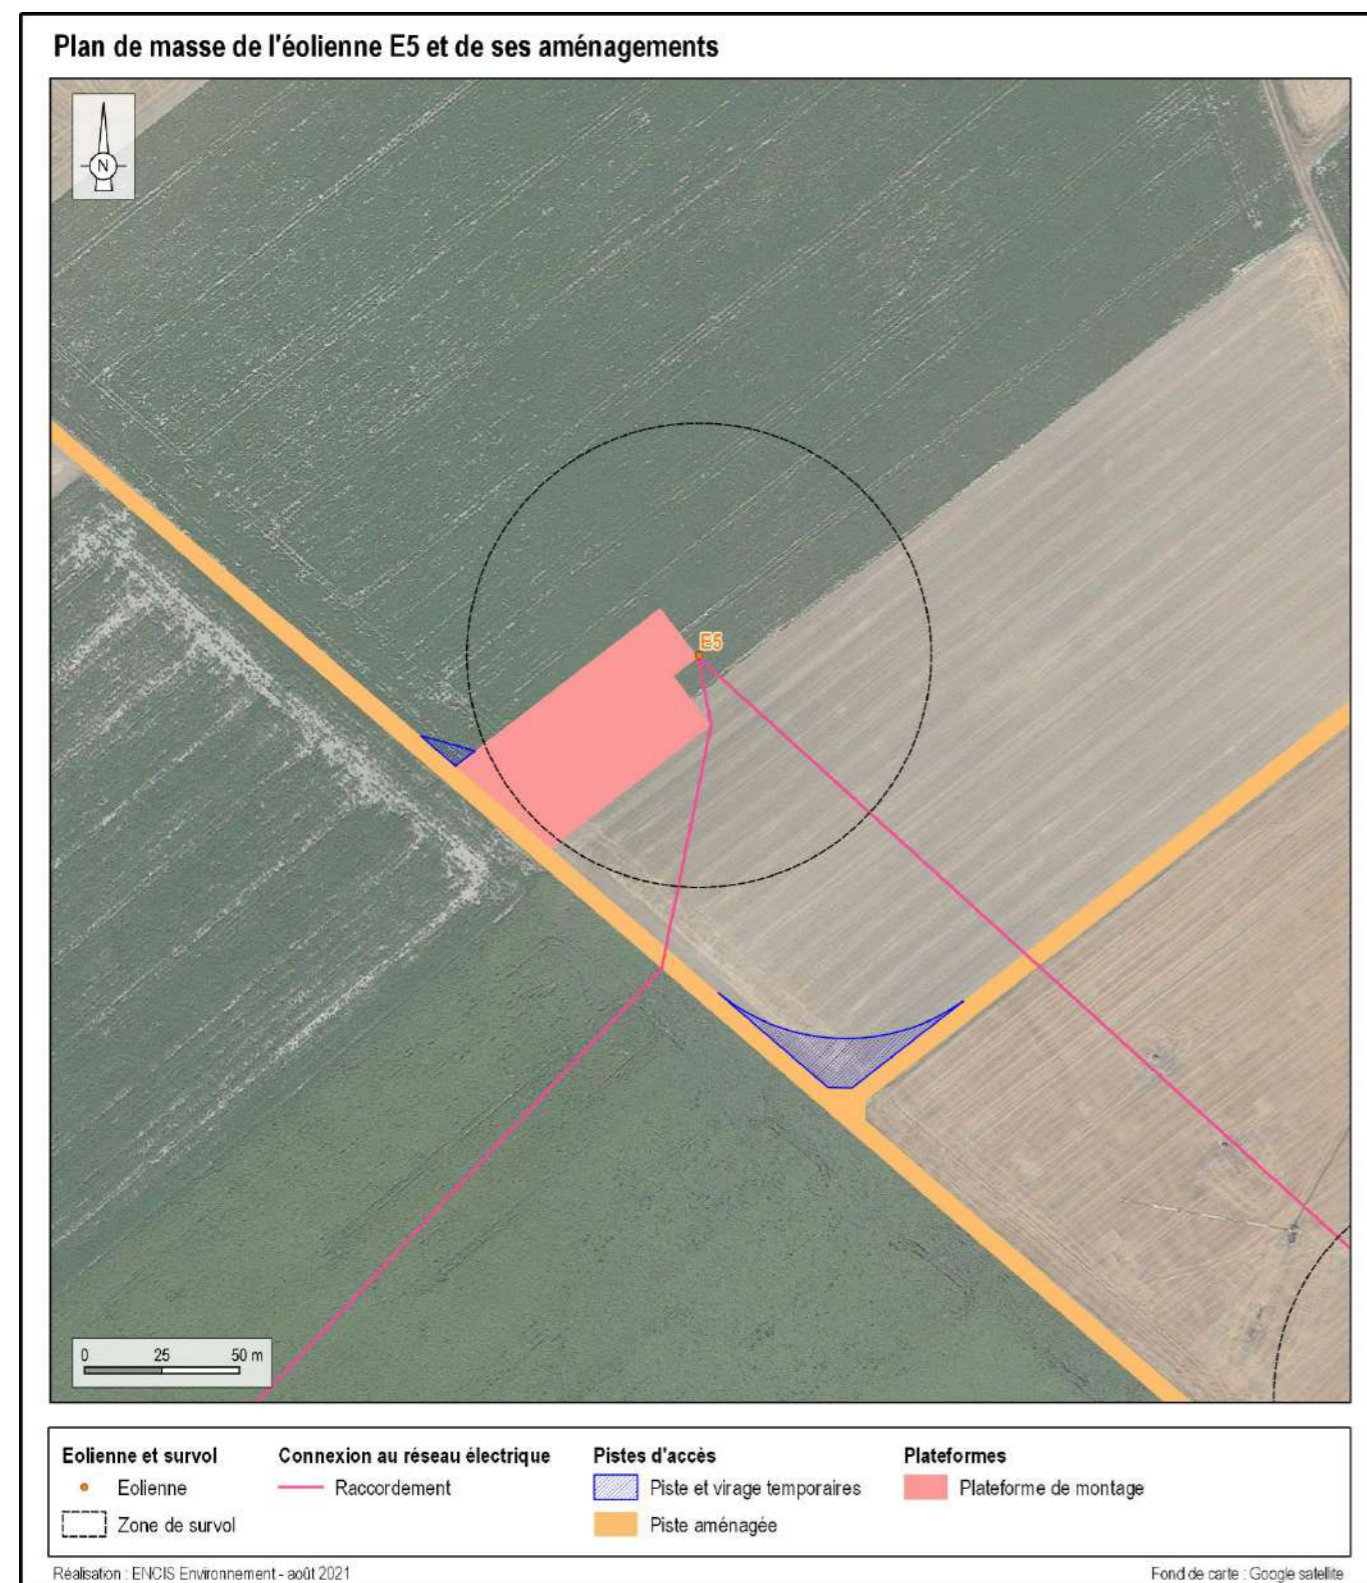 Plan de masse de l'éolienne E5 et de ses aménagements
N
E5
0 25 50 m
Eolienne et survol
Eolienne
Zone de survol
Connexion au réseau électrique
Raccordement
Pistes d'accès
Piste et virage temporaires
Piste aménagée
Plateformes
Plateforme de montage
Réalisation : ENCIS Environnement - août 2021
Fond de carte : Google satellite